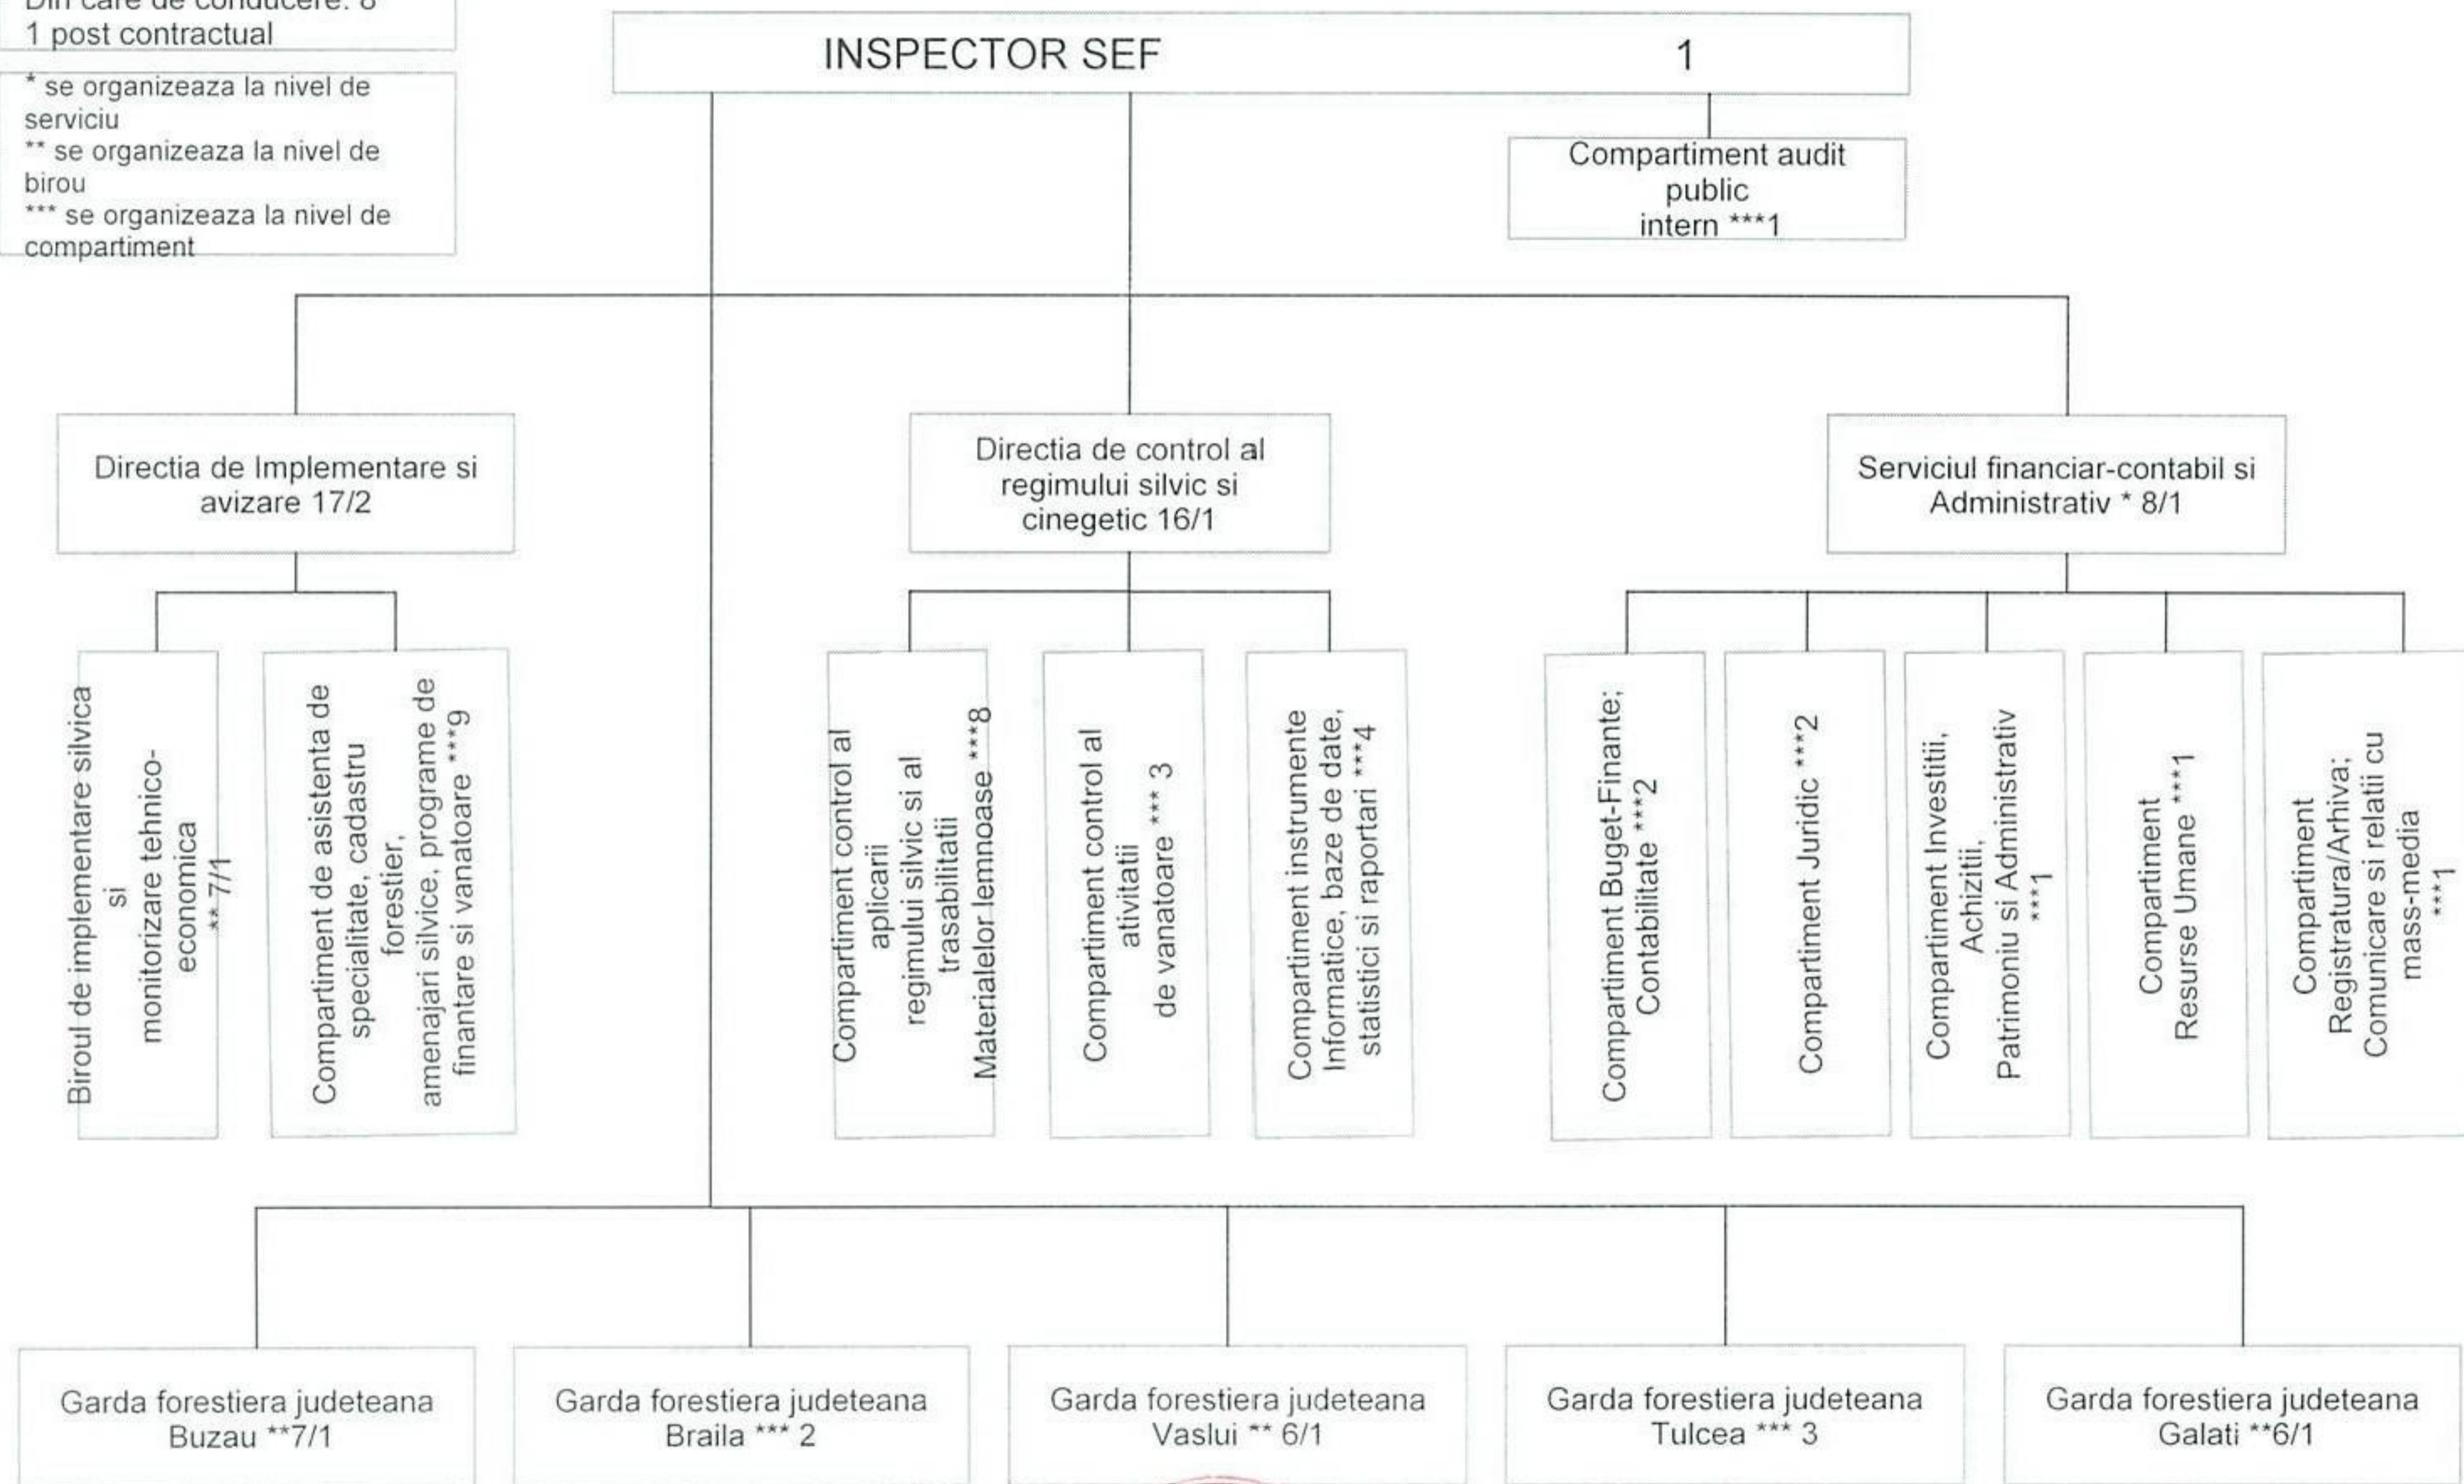 Din care de conducere: 8
1 post contractual
* se organizeaza la nivel de
serviciu
** se organizeaza la nivel de
birou
*** se organizeaza la nivel de
compartiment
INSPECTOR SEF 1
Compartiment audit
public
intern ***1
Directia de Implementare si
avizare 17/2
Directia de control al
regimului silvic si
cinegetic 16/1
Serviciul financiar-contabil si
Administrativ * 8/1
Biroul de implementare silvica
si
monitorizare tehnico-
economica
** 7/1
Compartiment de asistenta de
specialitate, cadastru
forestier,
amenajari silvice, programe de
finantare si vanatoare ***9
Compartiment control al
aplicarii
regimului silvic si al
trasabilitatii
Materialelor lemnoase ***8
Compartiment control al
ativitatii
de vanatoare *** 3
Compartiment instrumente
Informatice, baze de date,
statistici si raportari ***4
Compartiment Buget-Finante;
Contabilitate ***2
Compartiment Juridic ***2
Compartiment Investitii,
Achizitii,
Patrimoniu si Administrativ
***1
Compartiment
Resurse Umane ***1
Compartiment
Registratura/Arhiva;
Comunicare si relatii cu
mass-media
***1
Garda forestiera judeteana
Buzau **7/1
Garda forestiera judeteana
Braila *** 2
Garda forestiera judeteana
Vaslui ** 6/1
Garda forestiera judeteana
Tulcea *** 3
Garda forestiera judeteana
Galati **6/1